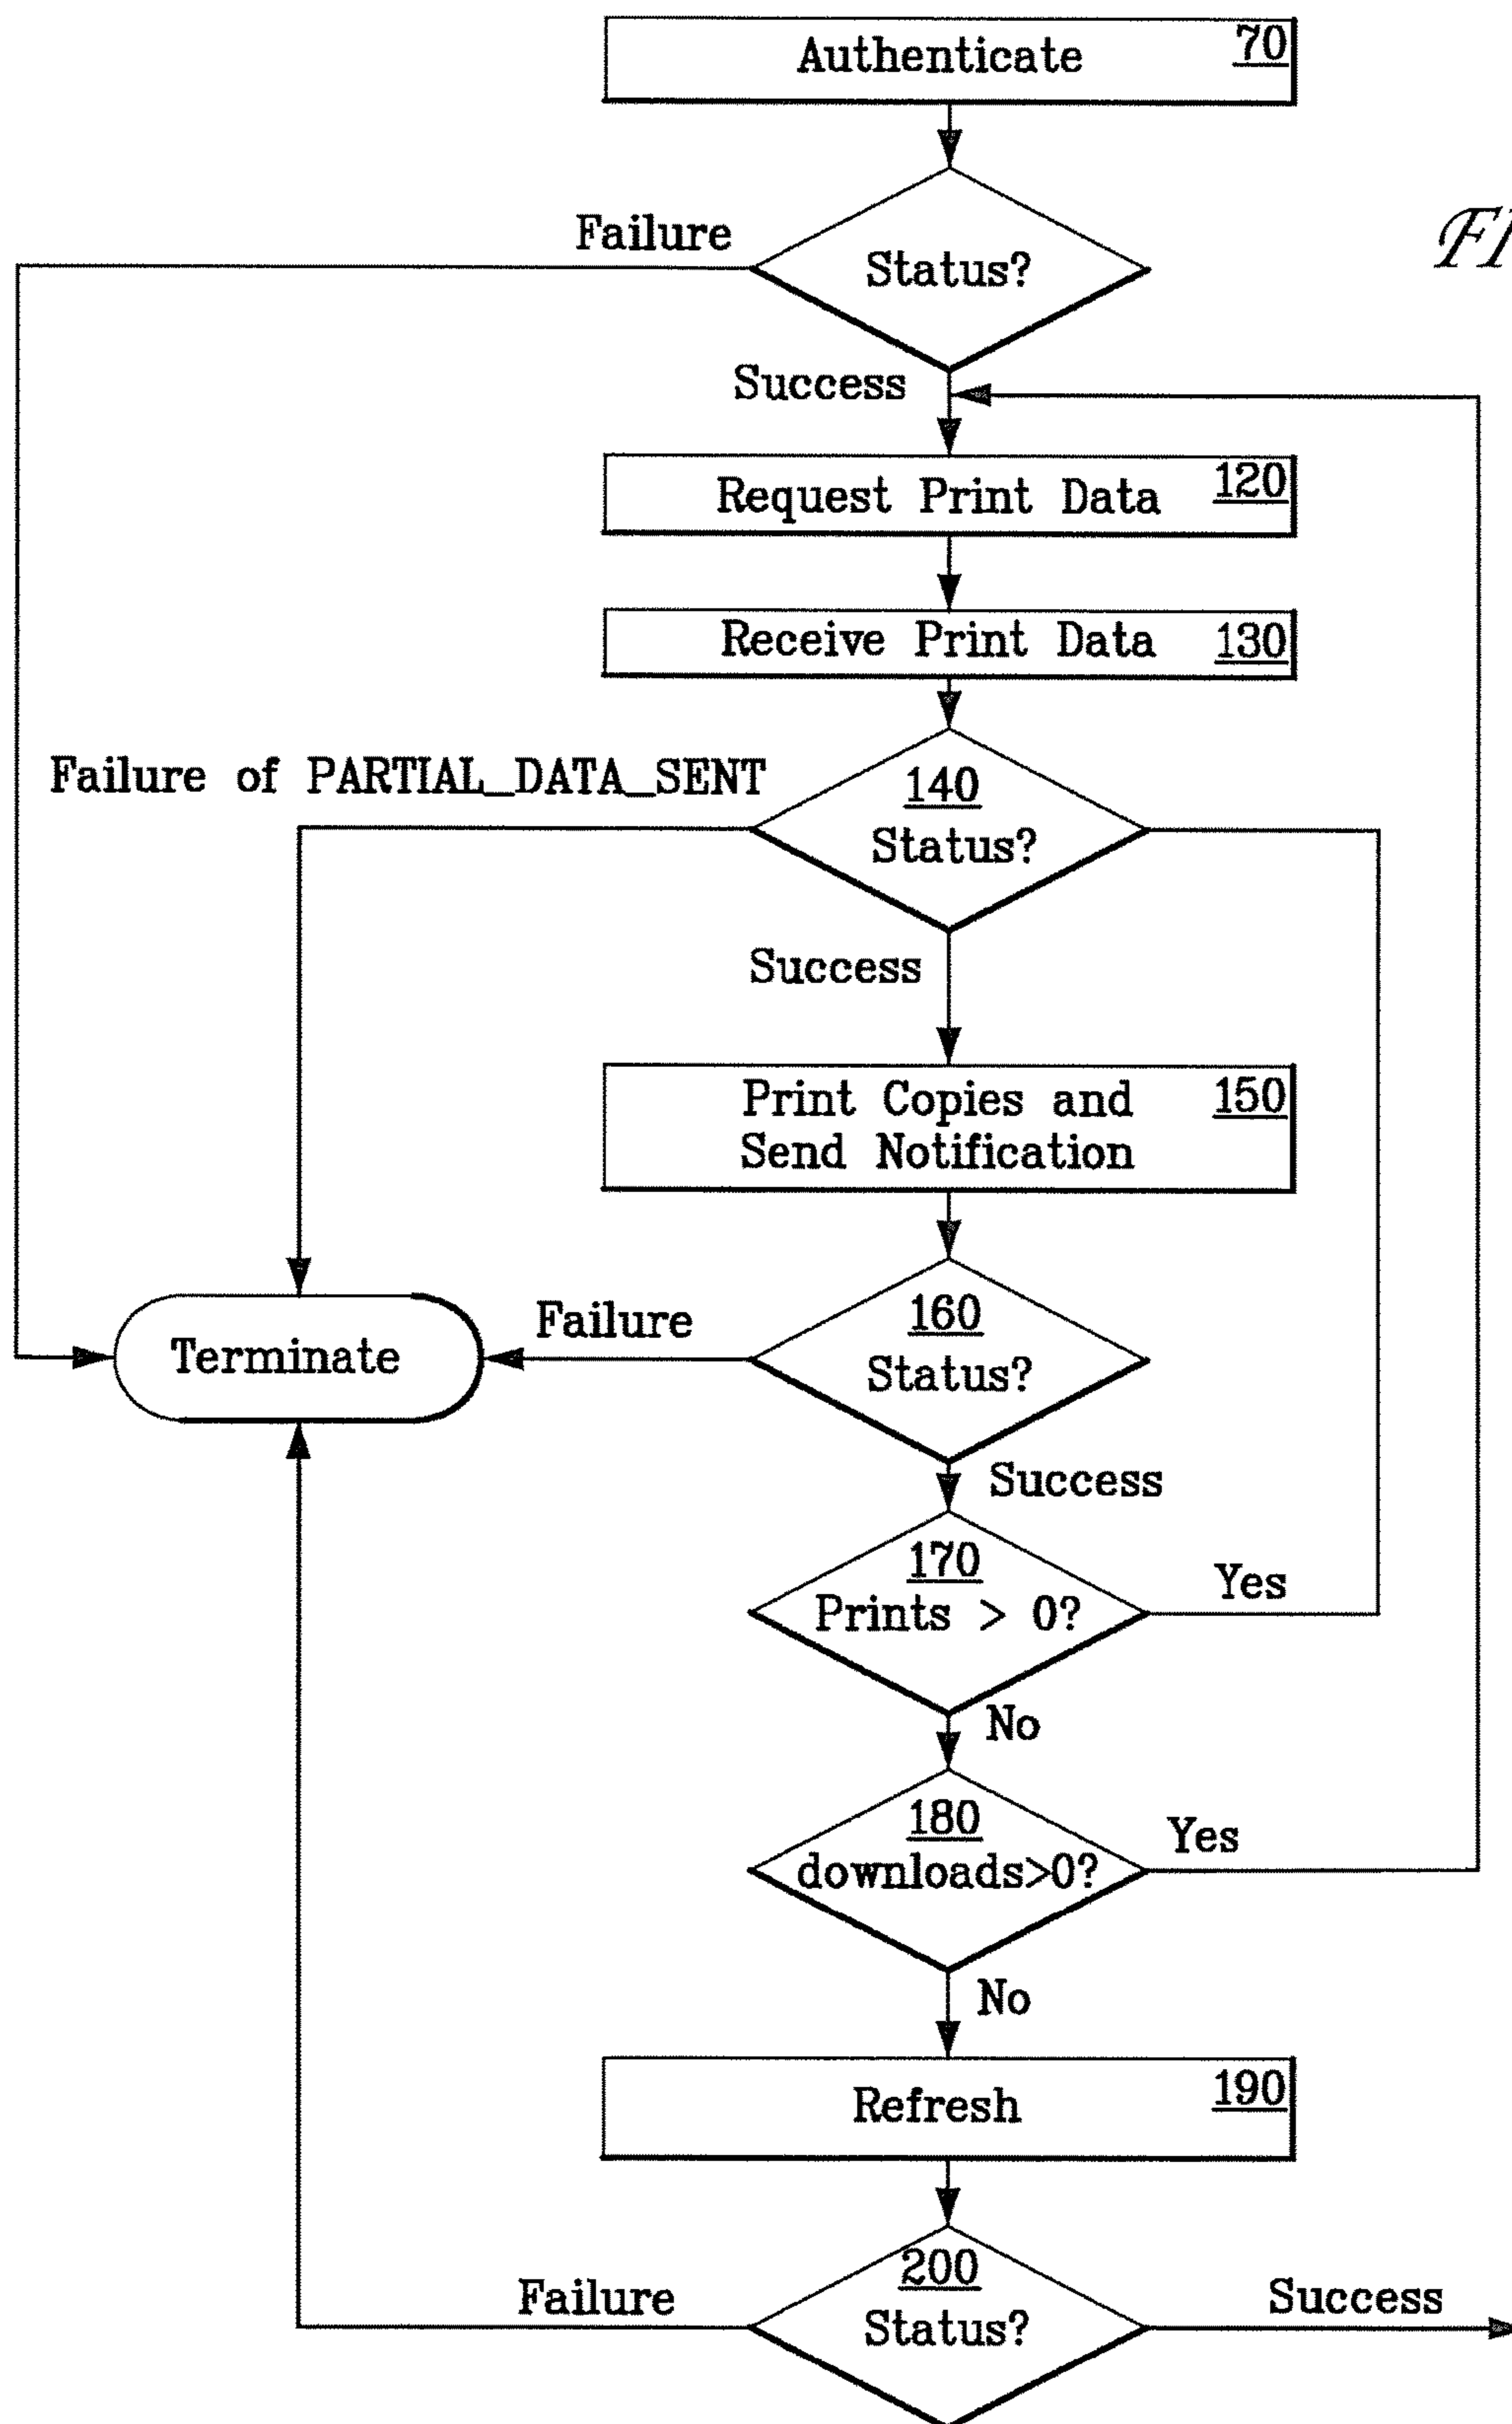 Authenticate 70
Failure
Status?
Success
Request Print Data 120
Receive Print Data 130
Failure of PARTIAL_DATA_SENT
140
Status?
Success
Print Copies and 150
Send Notification
160
Failure
Status?
Terminate
Success
170
Prints > 0?
Yes
No
180
downloads>0?
Yes
No
Refresh 190
200
Status?
Failure
Success